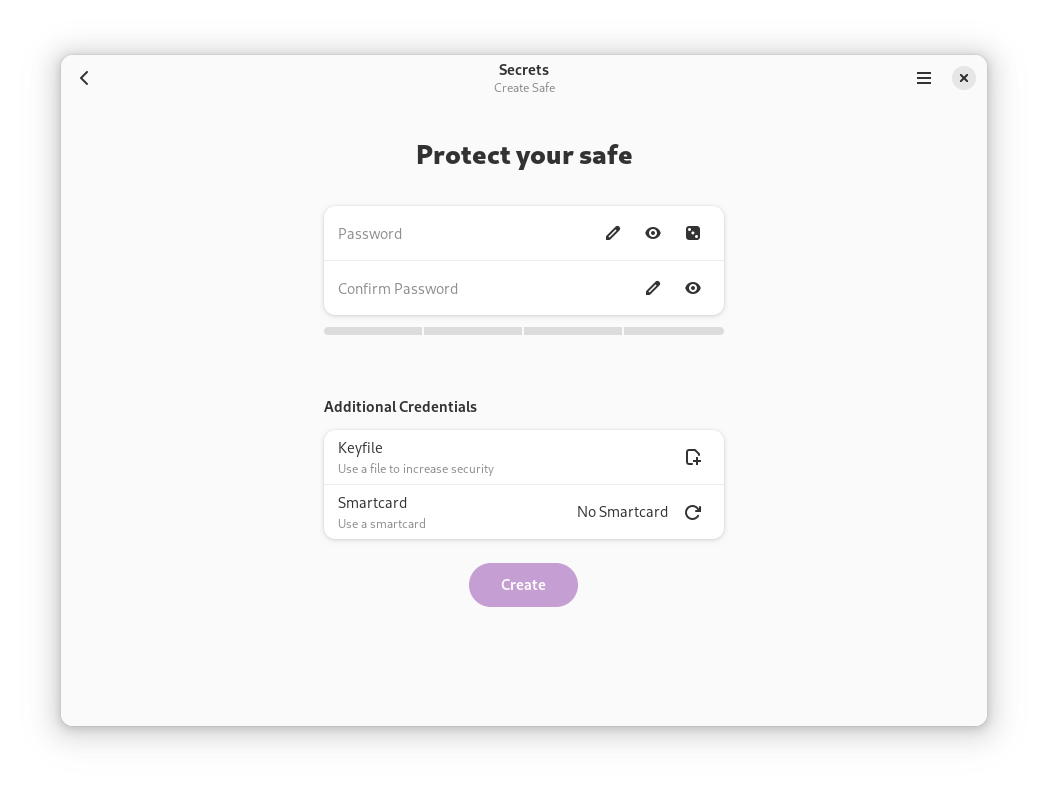 Secrets
Create Safe
Protect your safe
Password
Confirm Password
Additional Credentials
Keyfile
Use a file to increase security
Smartcard
Use a smartcard
No Smartcard
Create